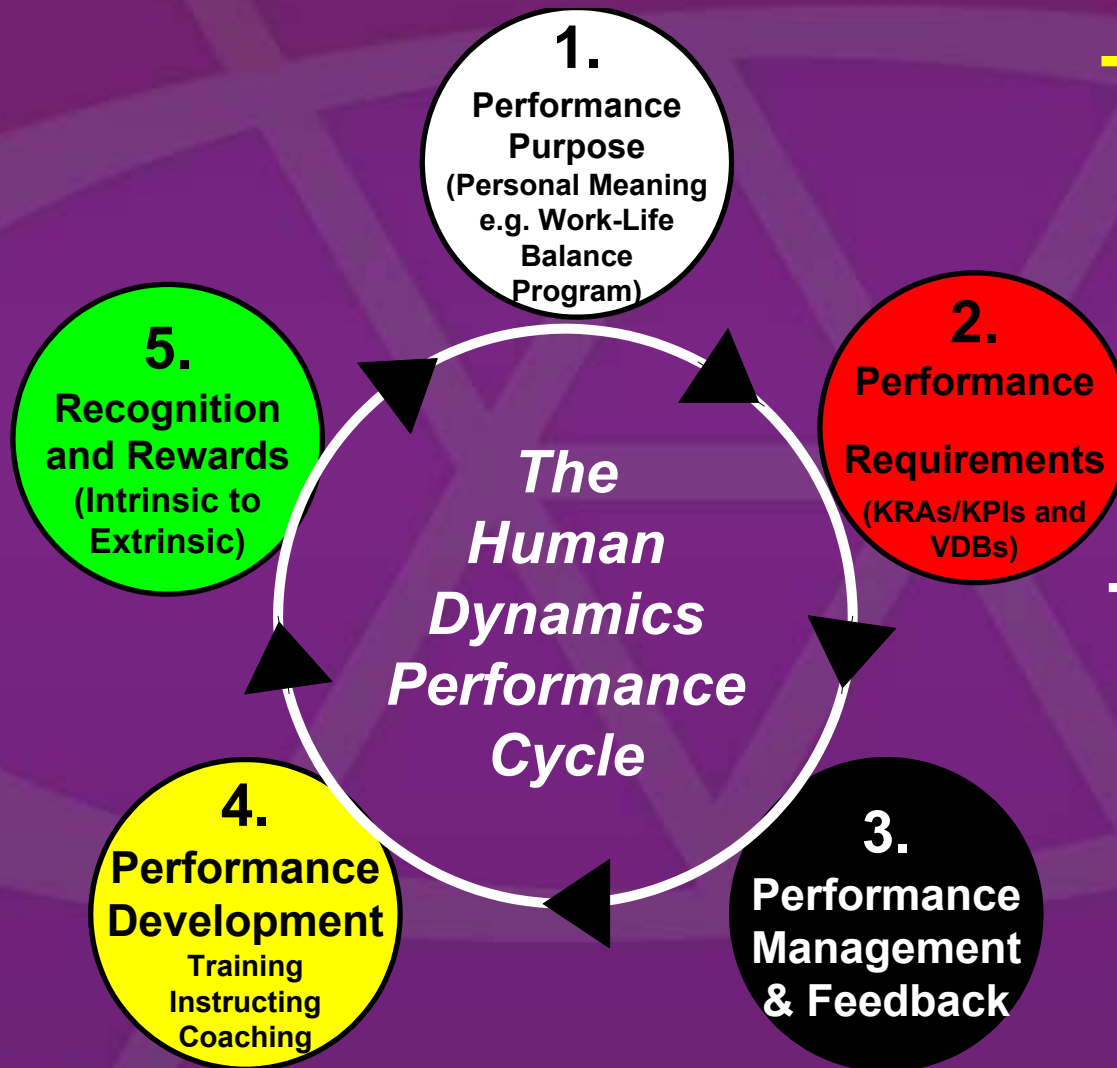 1.
Performance
Purpose
(Personal Meaning
e.g. Work-Life
Balance
Program)
2.
Performance
Requirements
(KRAs/KPIs and
VDBs)
3.
Performance
Management
& Feedback
4.
Performance
Development
Training
Instructing
Coaching
5.
Recognition
and Rewards
(Intrinsic to
Extrinsic)
The
Human
Dynamics
Performance
Cycle